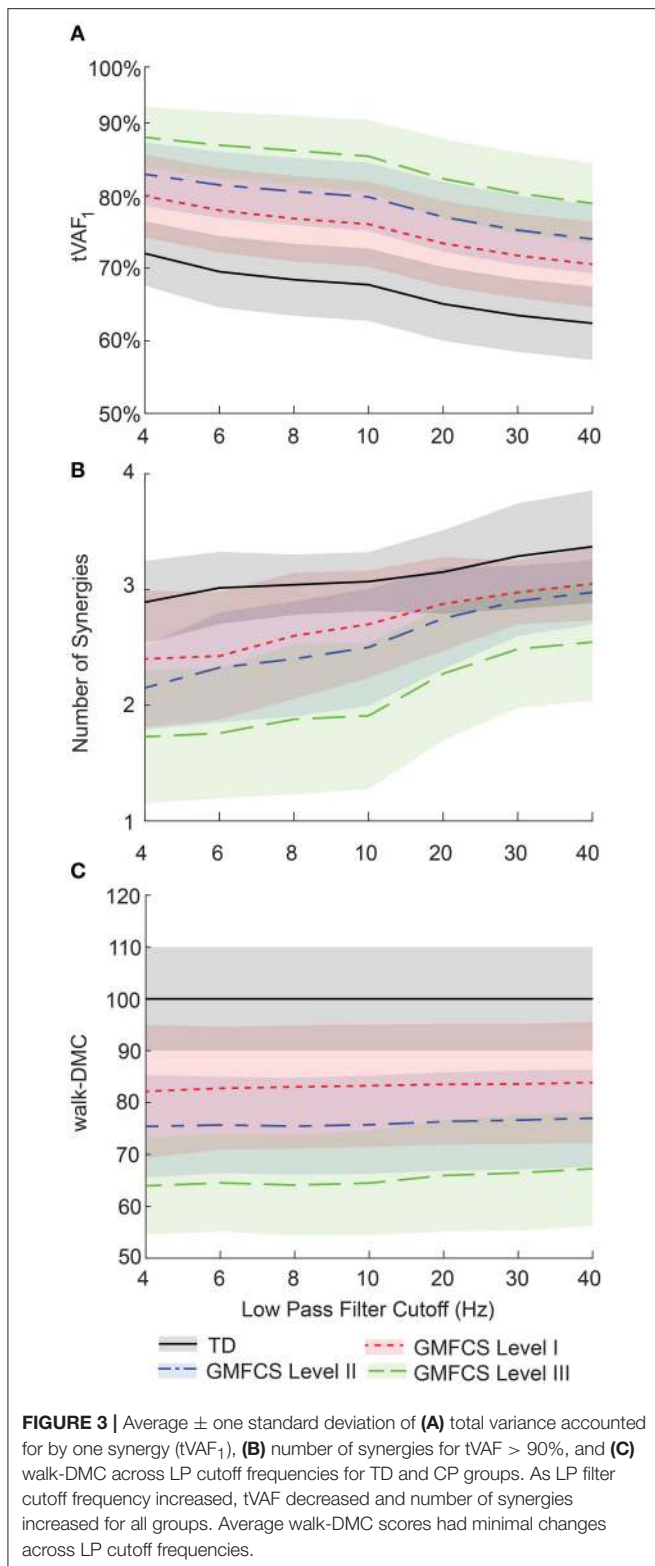 A
100%
90%
80%
70%
60%
50%
tVAF1
4 6 8 10 20 30 40
B
4
3
2
1
Number of Synergies
4 6 8 10 20 30 40
C
120
110
100
90
80
70
60
50
walk-DMC
4 6 8 10 20 30 40
Low Pass Filter Cutoff (Hz)
TD GMFCS Level I
GMFCS Level II GMFCS Level III
FIGURE 3 | Average ± one standard deviation of (A) total variance accounted
for by one synergy (tVAF1), (B) number of synergies for tVAF > 90%, and (C)
walk-DMC across LP cutoff frequencies for TD and CP groups. As LP filter
cutoff frequency increased, tVAF decreased and number of synergies
increased for all groups. Average walk-DMC scores had minimal changes
across LP cutoff frequencies.